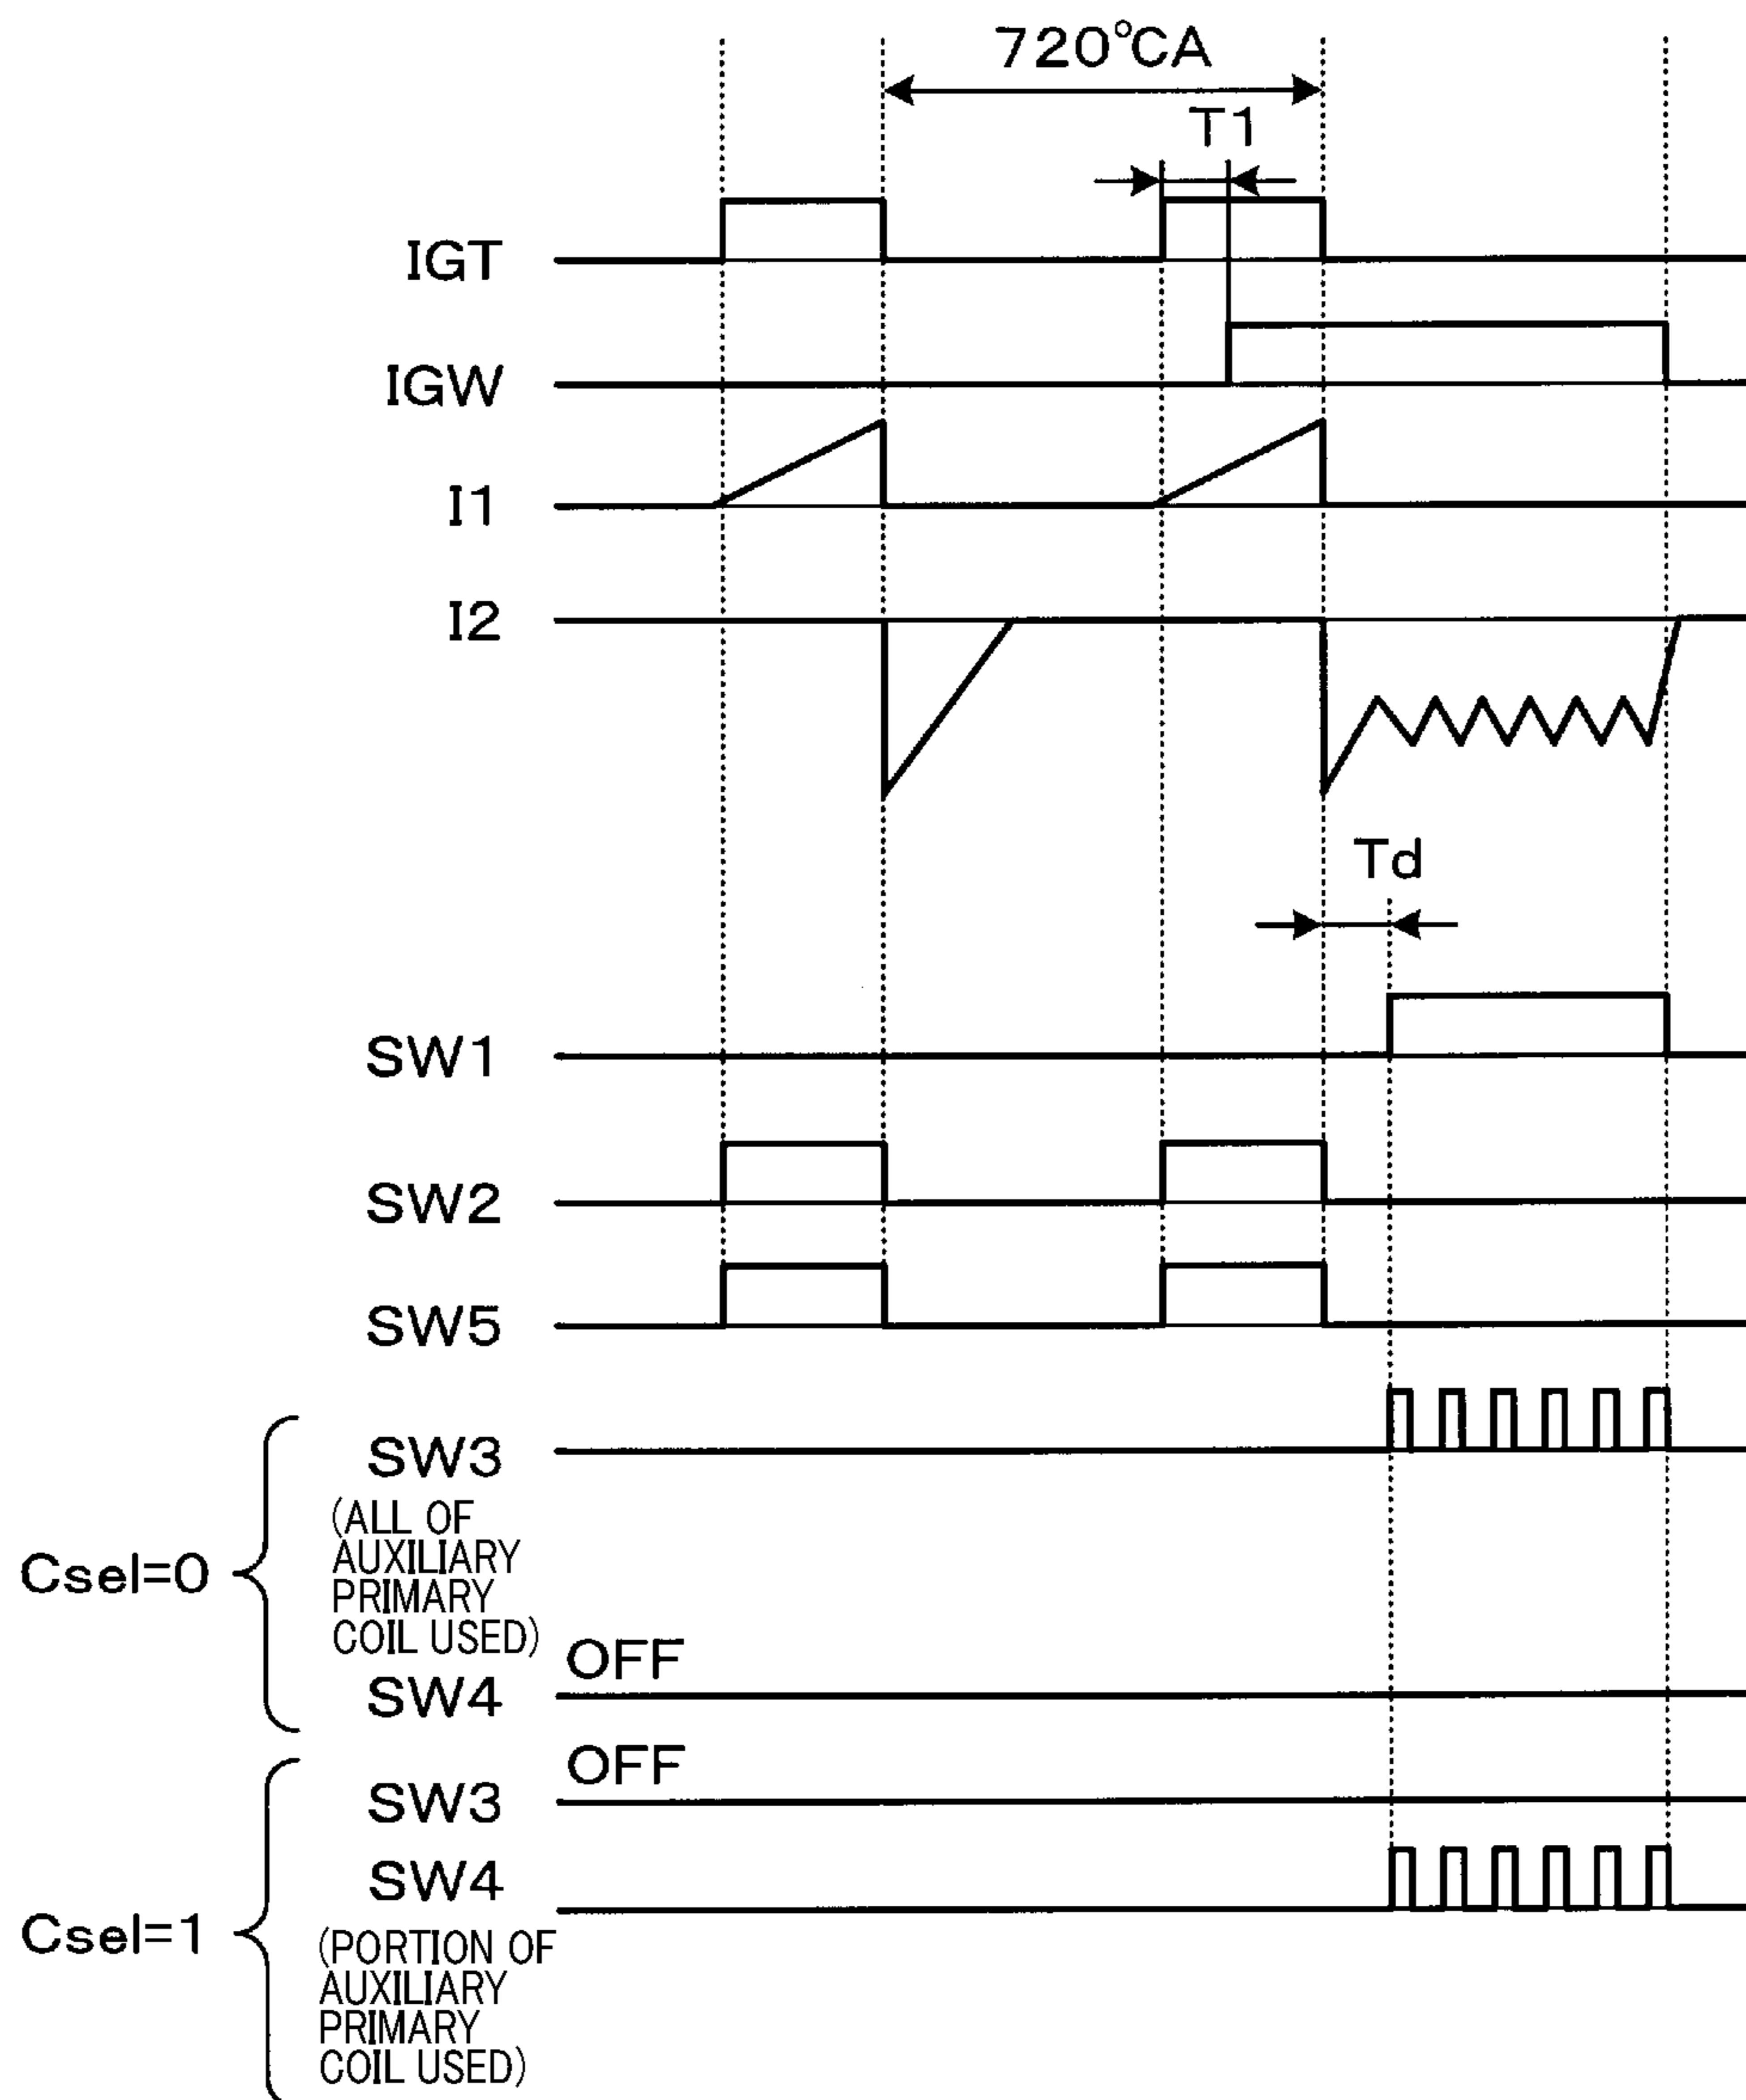 720°CA
T1
IGT
IGW
I1
I2
Td
SW1
SW2
SW5
SW3
(ALL OF
AUXILIARY
PRIMARY
COIL USED)
Csel=0
OFF
SW4
OFF
SW3
SW4
Csel=1
(PORTION OF
AUXILIARY
PRIMARY
COIL USED)